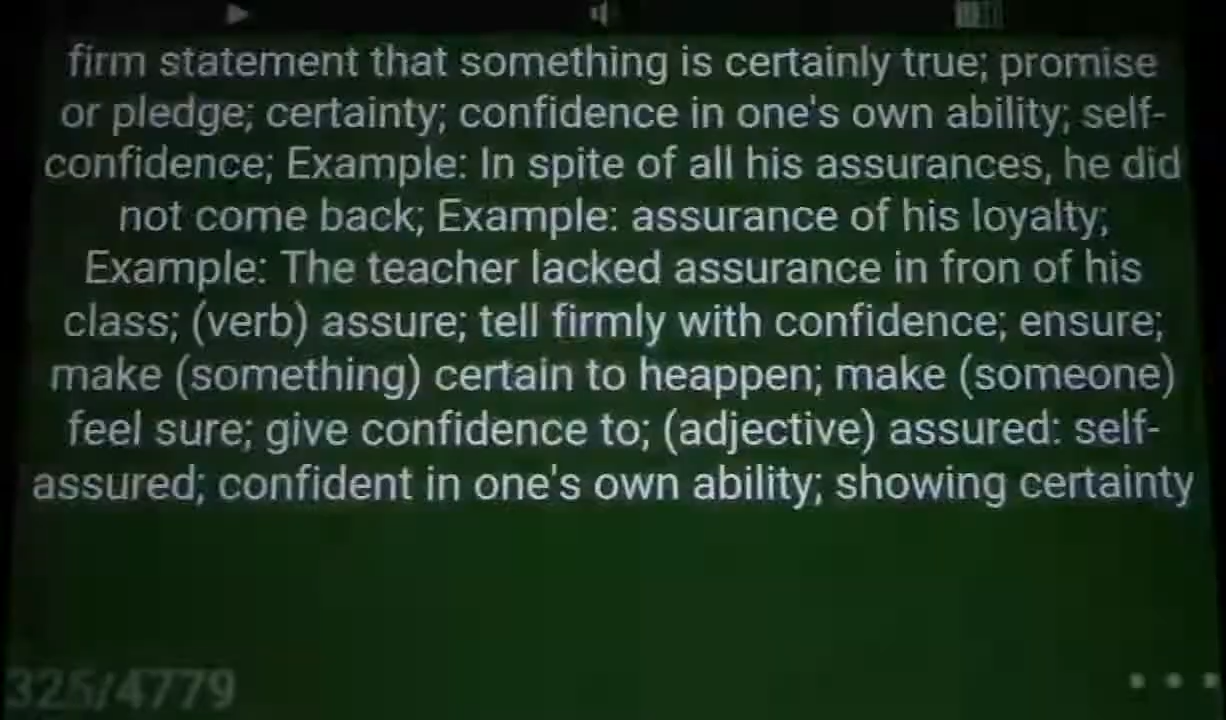 firm statement that something is certainly true; promise
or pledge; certainty; confidence in one's own ability; self-
confidence; Example: In spite of all his assurances, he did
not come back; Example: assurance of his loyalty;
Example: The teacher lacked assurance in fron of his
class; (verb) assure; tell firmly with confidence; ensure;
make (something) certain to heappen; make (someone)
feel sure; give confidence to; (adjective) assured: self-
assured; confident in one's own ability; showing certainty
325/4779